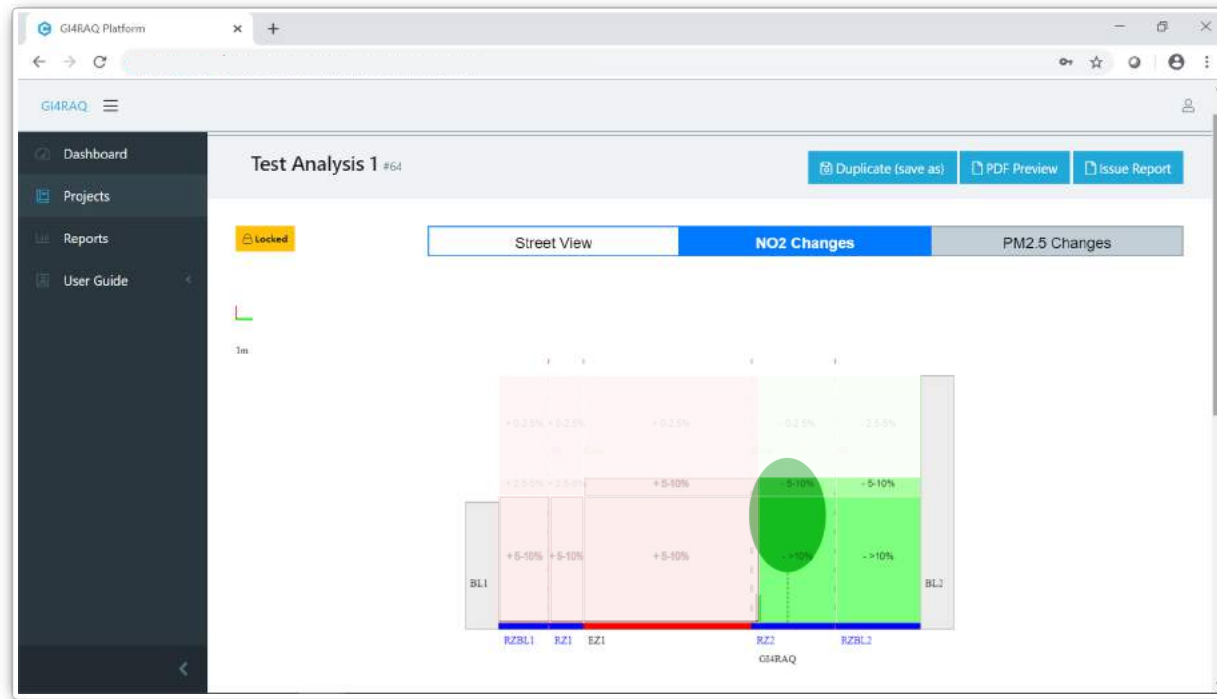 GI4RAQ Platform
GI4RAQ
Dashboard
Projects
Reports
User Guide
Test Analysis 1 #64
Duplicate (save as)
PDF Preview
Issue Report
Locked
Street View
NO2 Changes
PM2.5 Changes
1m
+ 0-2.5% + 0-2.5% + 0-2.5% - 0-2.5% - 2.5-5%
+ 2.5-5% + 2.5-5% + 5-10% - 5-10% - 5-10%
+ 5-10% + 5-10% + 5-10% - >10% - >10%
BL1
BL2
RZBL1 RZ1 EZ1 RZ2 RZBL2
GI4RAQ